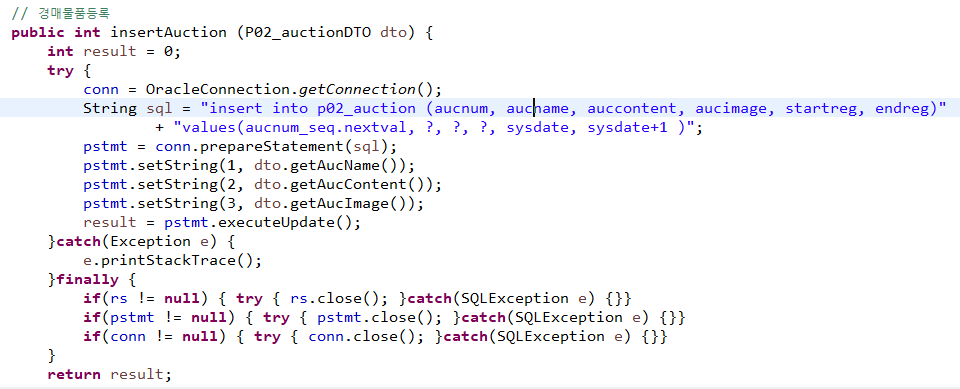 // 경매물품등록
public int insertAuction (P02_auctionDTO dto) {
    int result = 0;
    try {
        conn = OracleConnection.getConnection();
        String sql = "insert into p02_auction (aucnum, aucname, auccontent, aucimage, startreg, endreg)"
                + "values(aucnum_seq.nextval, ?, ?, ?, sysdate, sysdate+1 )";
        pstmt = conn.prepareStatement(sql);
        pstmt.setString(1, dto.getAucName());
        pstmt.setString(2, dto.getAucContent());
        pstmt.setString(3, dto.getAucImage());
        result = pstmt.executeUpdate();
    }catch(Exception e) {
        e.printStackTrace();
    }finally {
        if(rs != null) { try { rs.close(); }catch(SQLException e) {}}
        if(pstmt != null) { try { pstmt.close(); }catch(SQLException e) {}}
        if(conn != null) { try { conn.close(); }catch(SQLException e) {}}
    }
    return result;